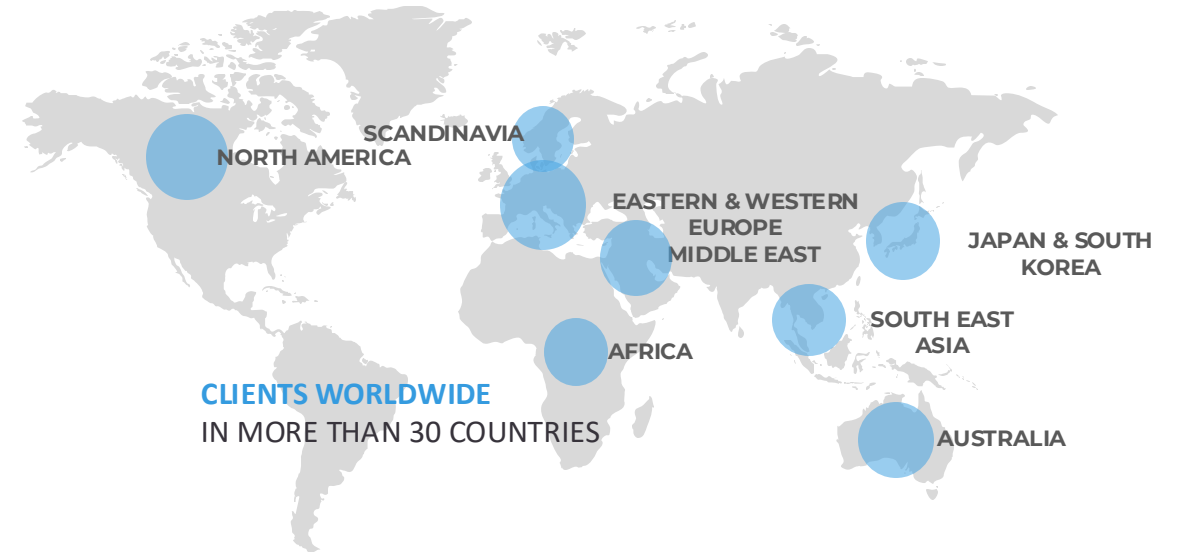 SCANDINAVIA
NORTH AMERICA
EASTERN & WESTERN
EUROPE
MIDDLE EAST
JAPAN & SOUTH
KOREA
SOUTH EAST
ASIA
AFRICA
CLIENTS WORLDWIDE
IN MORE THAN 30 COUNTRIES
AUSTRALIA